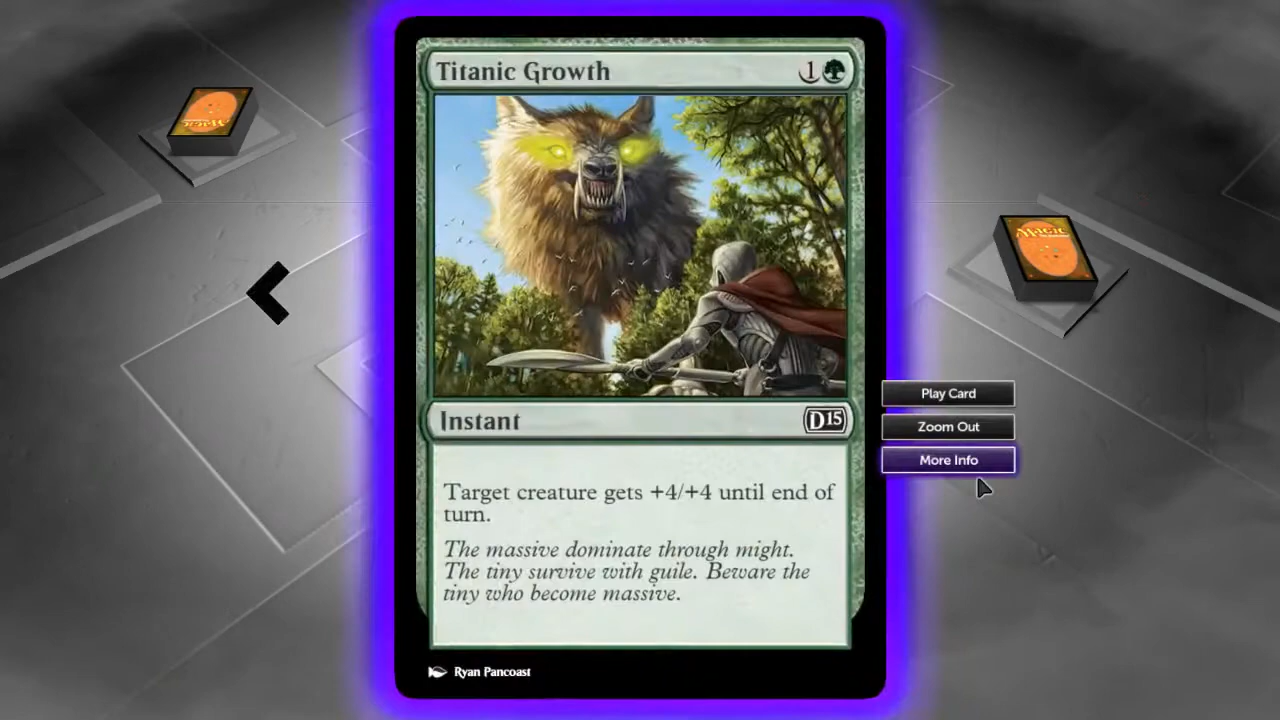 Titanic Growth
1
MAGIC
Play Card
Instant
D15
Zoom Out
More Info
Target creature gets +4/+4 until end of
turn.
The massive dominate through might.
The tiny survive with guile. Beware the
tiny who become massive.
Ryan Pancoast